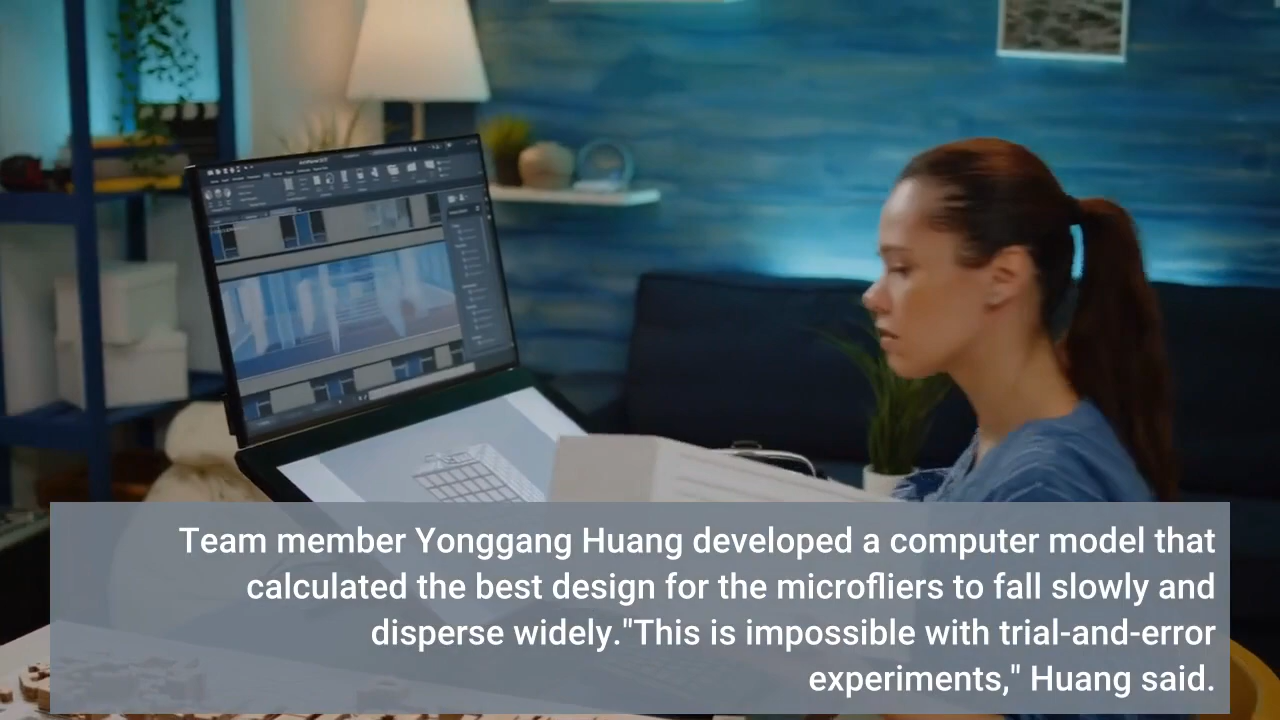 Team member Yonggang Huang developed a computer model that
calculated the best design for the microfliers to fall slowly and
disperse widely."This is impossible with trial-and-error
experiments," Huang said.